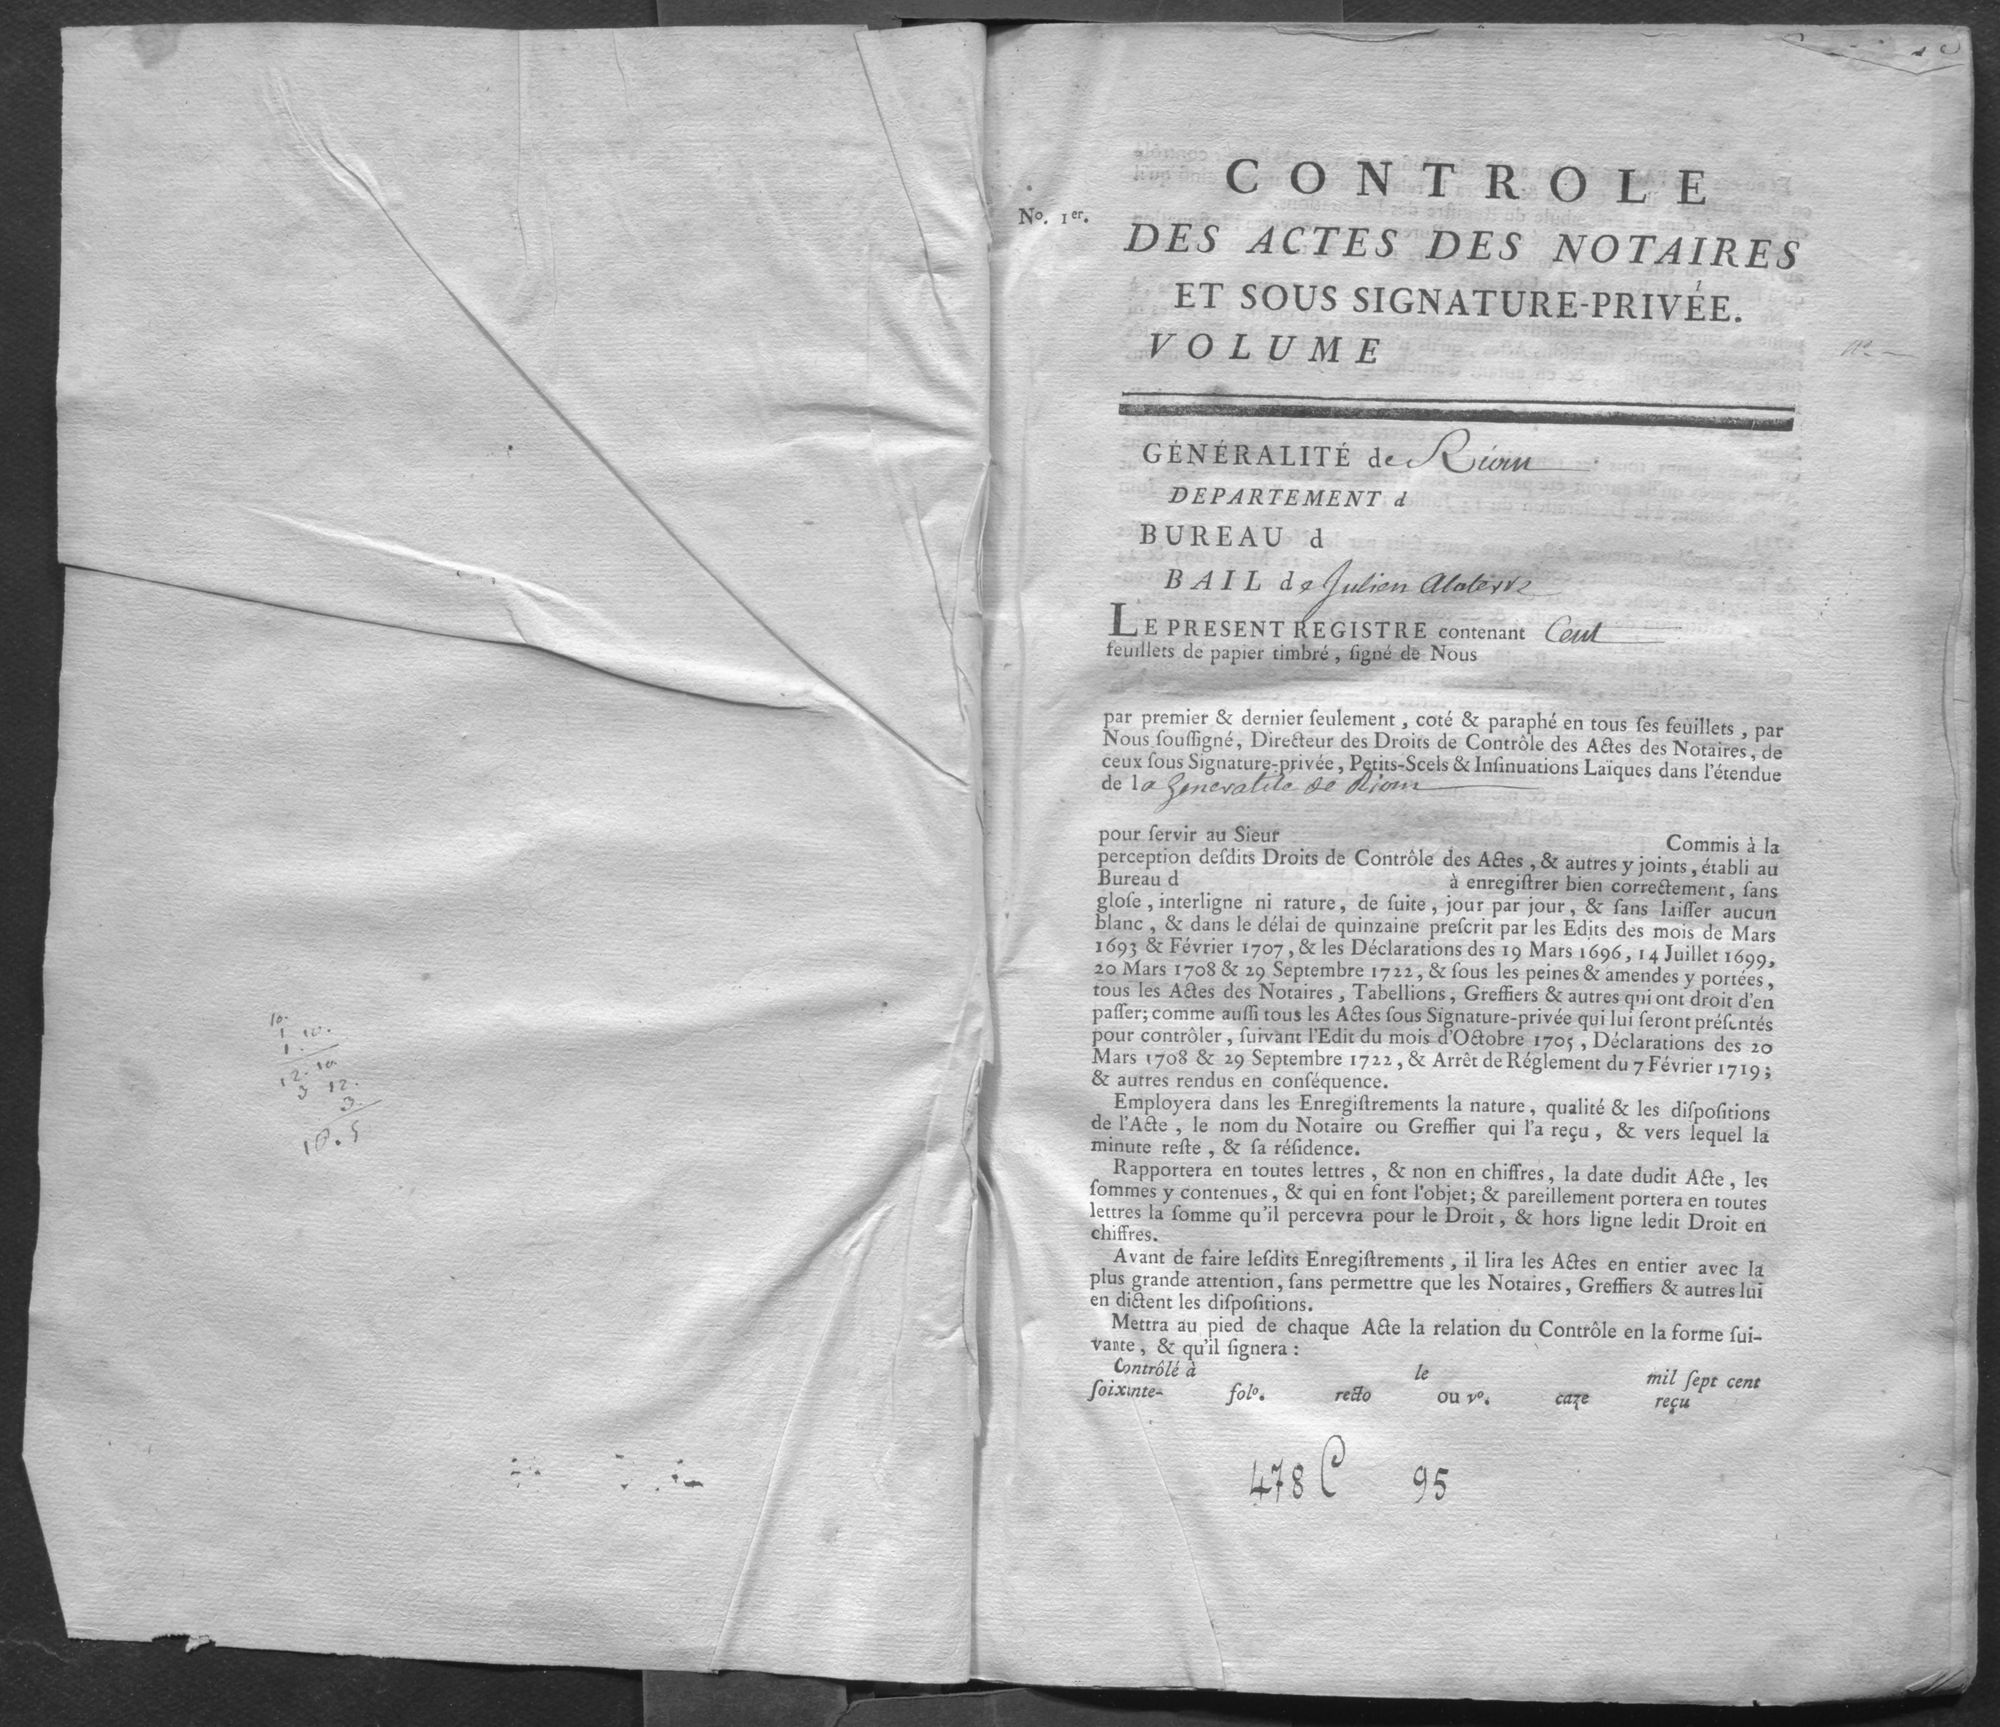 10.
1
1. 10.
12. 10
3 12.
3.
10. 5
No. 1er.
CONTROLE
DES ACTES DES NOTAIRES
ET SOUS SIGNATURE-PRIVÉE.
VOLUME
GÉNÉRALITÉ de Riom
DEPARTEMENT d
BUREAU d
BAIL de Julien Alaterre
LE PRESENT REGISTRE contenant Cent
feuillets de papier timbré, ſigné de Nous
par premier & dernier ſeulement, coté & paraphé en tous ſes feuillets, par
Nous ſouſſigné, Directeur des Droits de Contrôle des Actes des Notaires, de
ceux ſous Signature-privée, Petits-Scels & Inſinuations Laïques dans l'étendue
de la generalite de Riom
pour ſervir au Sieur Commis à la
perception deſdits Droits de Contrôle des Actes, & autres y joints, établi au
Bureau d à enregiſtrer bien correctement, ſans
gloſe, interligne ni rature, de ſuite, jour par jour, & ſans laiſſer aucun
blanc, & dans le délai de quinzaine preſcrit par les Edits des mois de Mars
1693 & Février 1707, & les Déclarations des 19 Mars 1696, 14 Juillet 1699,
20 Mars 1708 & 29 Septembre 1722, & ſous les peines & amendes y portées,
tous les Actes des Notaires, Tabellions, Greffiers & autres qui ont droit d'en
paſſer; comme auſſi tous les Actes ſous Signature-privée qui lui ſeront préſentés
pour contrôler, ſuivant l'Edit du mois d'Octobre 1705, Déclarations des 20
Mars 1708 & 29 Septembre 1722, & Arrêt de Réglement du 7 Février 1719;
& autres rendus en conſéquence.
Employera dans les Enregiſtrements la nature, qualité & les diſpoſitions
de l'Acte, le nom du Notaire ou Greffier qui l'a reçu, & vers lequel la
minute reſte, & ſa réſidence.
Rapportera en toutes lettres, & non en chiffres, la date dudit Acte, les
ſommes y contenues, & qui en font l'objet; & pareillement portera en toutes
lettres la ſomme qu'il percevra pour le Droit, & hors ligne ledit Droit en
chiffres.
Avant de faire leſdits Enregiſtrements, il lira les Actes en entier avec la
plus grande attention, ſans permettre que les Notaires, Greffiers & autres lui
en dictent les diſpoſitions.
Mettra au pied de chaque Acte la relation du Contrôle en la forme ſui-
vante, & qu'il ſignera:
Contrôlé à le mil ſept cent
ſoixante- folo. recto ou vo. caze reçu
478 C 95